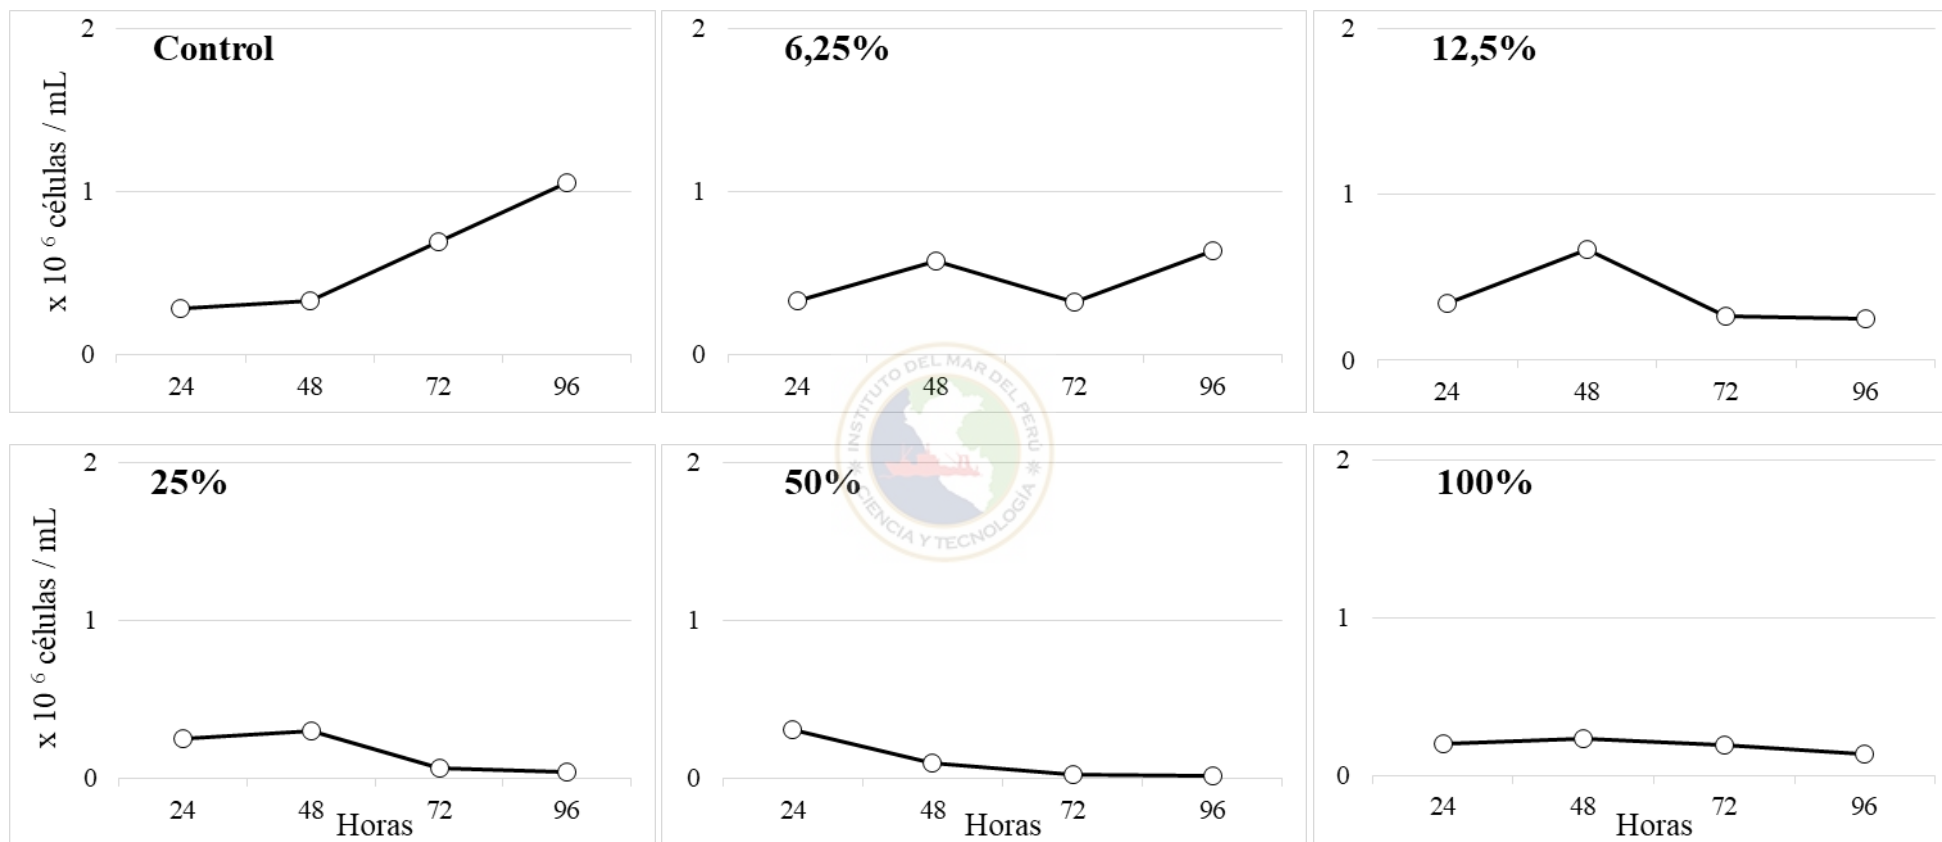 Control
2
1
0
x 10 ⁶ células / mL
24 48 72 96
6,25%
2
1
0
24 48 72 96
12,5%
2
1
0
24 48 72 96
INSTITUTO DEL MAR DEL PERÚ
CIENCIA Y TECNOLOGÍA
25%
2
1
0
x 10 ⁶ células / mL
24 48 72 96
Horas
50%
2
1
0
24 48 72 96
Horas
100%
2
1
0
24 48 72 96
Horas